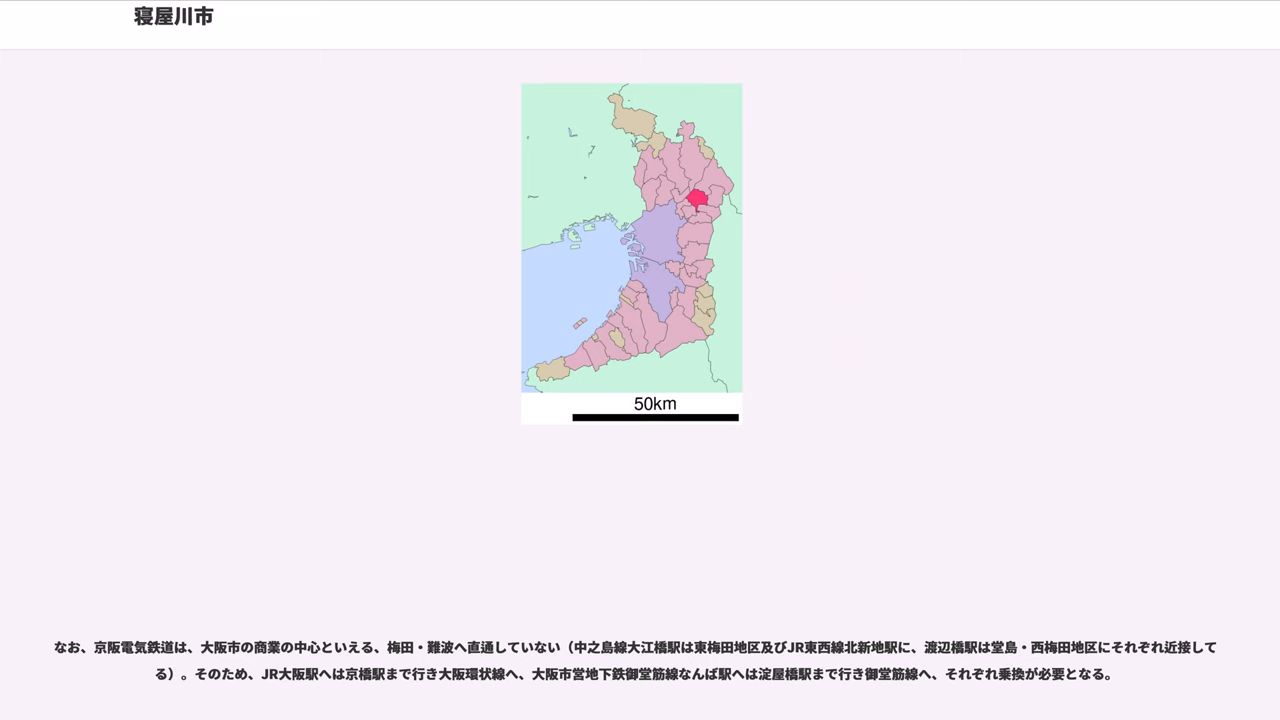 寝屋川市
50km
なお、京阪電気鉄道は、大阪市の商業の中心といえる、梅田・難波へ直通していない（中之島線大江橋駅は東梅田地区及びJR東西線北新地駅に、渡辺橋駅は堂島・西梅田地区にそれぞれ近接して
る）。そのため、JR大阪駅へは京橋駅まで行き大阪環状線へ、大阪市営地下鉄御堂筋線なんば駅へは淀屋橋駅まで行き御堂筋線へ、それぞれ乗換が必要となる。